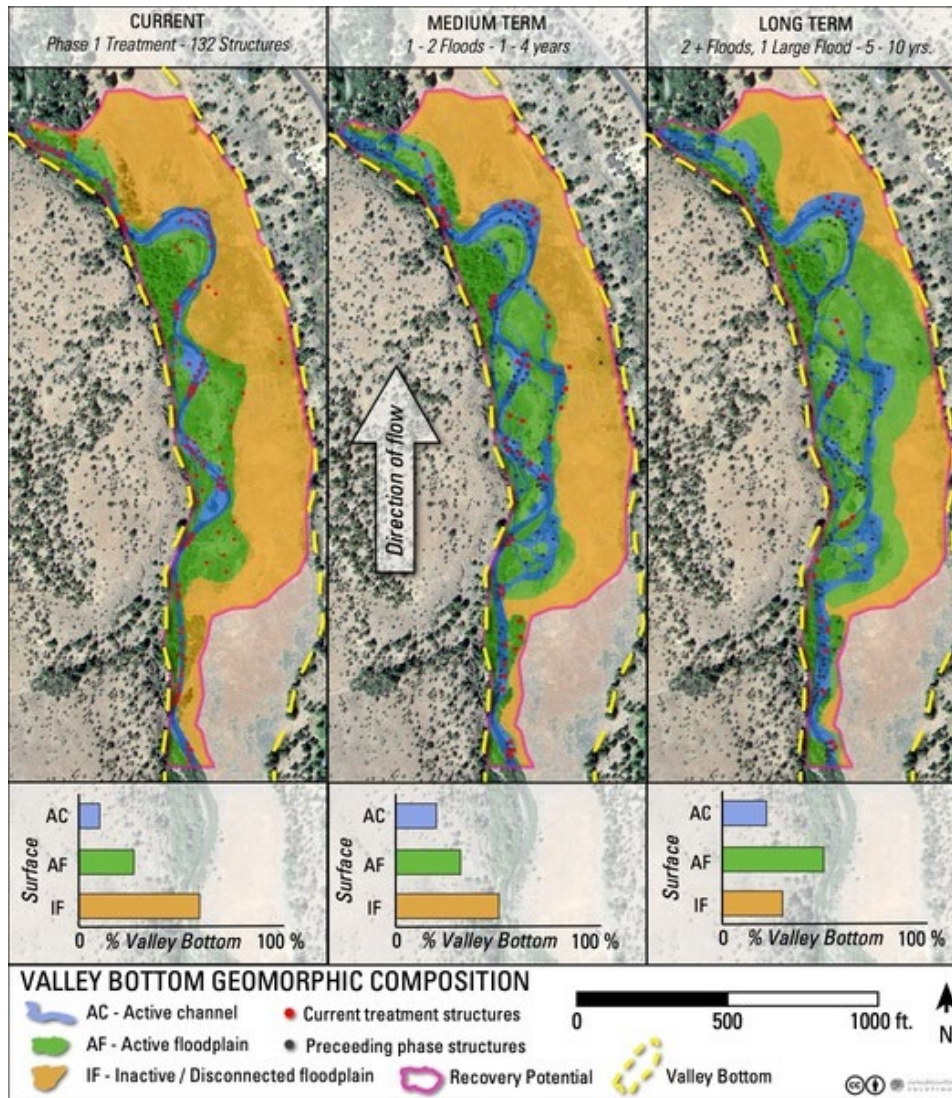 CURRENT
Phase 1 Treatment - 132 Structures
MEDIUM TERM
1 - 2 Floods - 1 - 4 years
LONG TERM
2 + Floods, 1 Large Flood - 5 - 10 yrs.
Direction of flow
AC
AF
IF
Surface
0
% Valley Bottom
100 %
AC
AF
IF
Surface
0
% Valley Bottom
100 %
AC
AF
IF
Surface
0
% Valley Bottom
100 %
VALLEY BOTTOM GEOMORPHIC COMPOSITION
AC - Active channel
AF - Active floodplain
IF - Inactive / Disconnected floodplain
Current treatment structures
Preceeding phase structures
Recovery Potential
Valley Bottom
0
500
1000 ft.
N
cc
SOLUTIONS